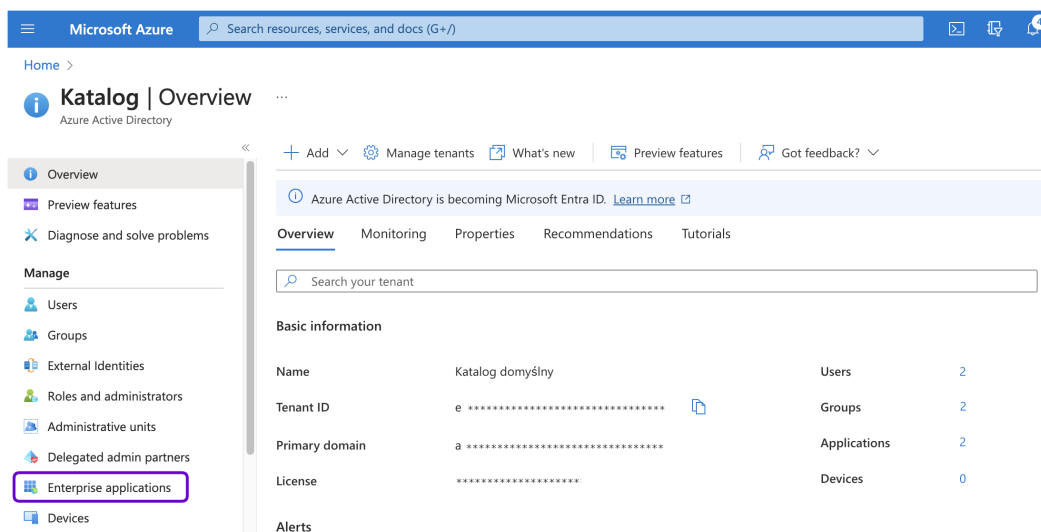 Microsoft Azure
Search resources, services, and docs (G+/)
4
Home >
Katalog | Overview ...
Azure Active Directory
«
Overview
Preview features
Diagnose and solve problems
Manage
Users
Groups
External Identities
Roles and administrators
Administrative units
Delegated admin partners
Enterprise applications
Devices
Add
Manage tenants
What's new
Preview features
Got feedback?
Azure Active Directory is becoming Microsoft Entra ID. Learn more
Overview Monitoring Properties Recommendations Tutorials
Search your tenant
Basic information
Name Katalog domyślny Users 2
Tenant ID e ******************************** Groups 2
Primary domain a ******************************** Applications 2
License ******************** Devices 0
Alerts